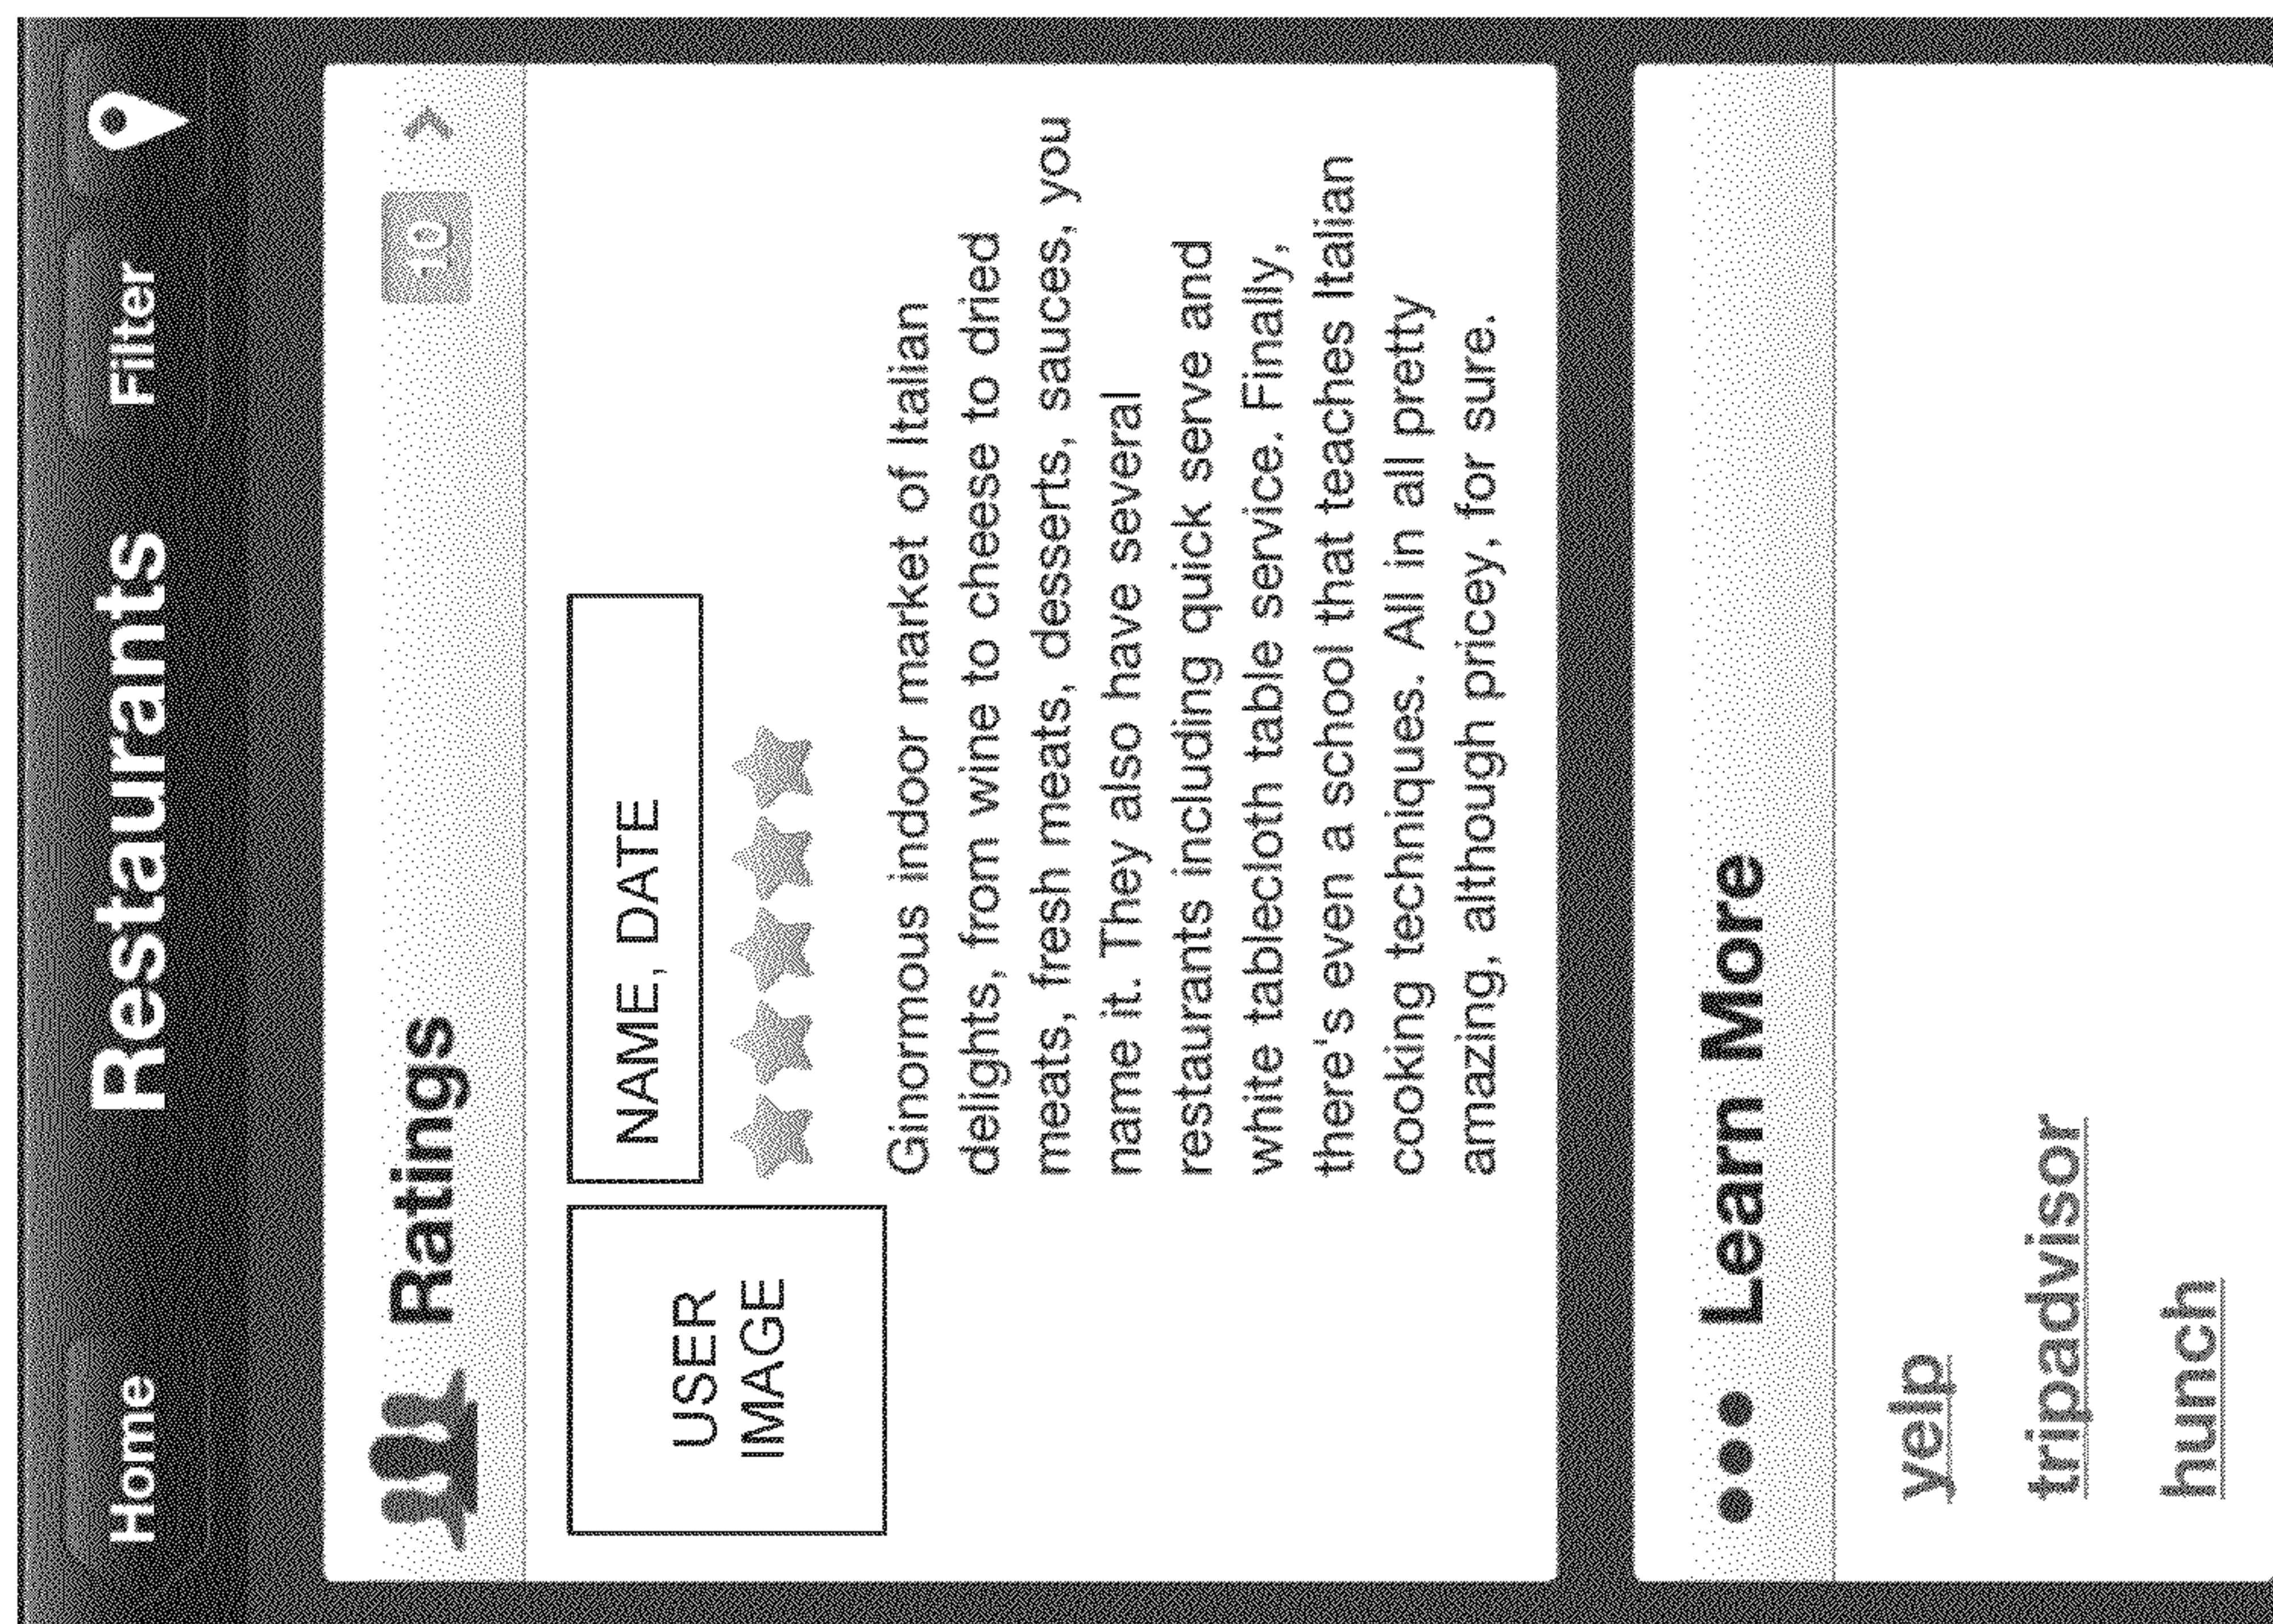 Home Restaurants Filter
Ratings 10 >
USER
IMAGE
NAME, DATE
Ginormous indoor market of Italian
delights, from wine to cheese to dried
meats, fresh meats, desserts, sauces, you
name it. They also have several
restaurants including quick serve and
white tablecloth table service. Finally,
there's even a school that teaches Italian
cooking techniques. All in all pretty
amazing, although pricey, for sure.
••• Learn More
yelp
tripadvisor
hunch